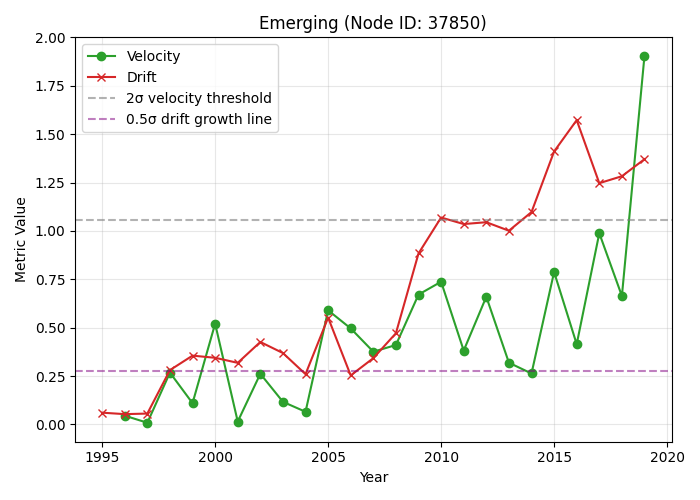 Emerging (Node ID: 37850)
Velocity
Drift
2σ velocity threshold
0.5σ drift growth line
Metric Value
2.00
1.75
1.50
1.25
1.00
0.75
0.50
0.25
0.00
1995 2000 2005 2010 2015 2020
Year